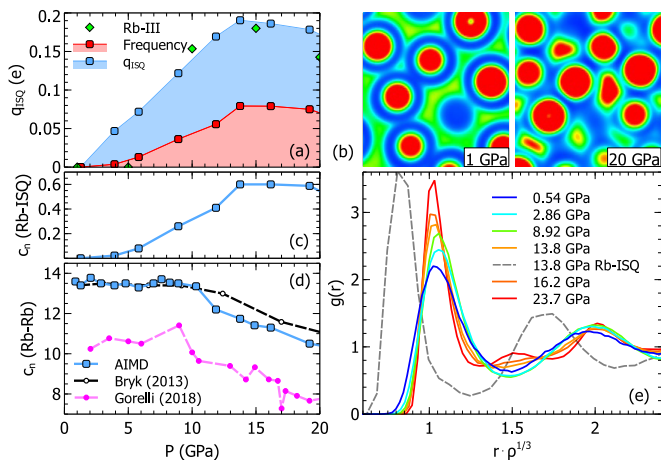 0.2
0.15
0.1
0.05
0
q_ISQ (e)
Rb-III
Frequency
q_ISQ
(a)
(b)
1 GPa
20 GPa
0.6
0.4
0.2
c_n (Rb-ISQ)
(c)
14
12
10
8
c_n (Rb-Rb)
(d)
AIMD
Bryk (2013)
Gorelli (2018)
0
5
10
15
20
P (GPa)
3
2
1
0
g(r)
0.54 GPa
2.86 GPa
8.92 GPa
13.8 GPa
13.8 GPa Rb-ISQ
16.2 GPa
23.7 GPa
(e)
1
1.5
2
r · ρ^1/3